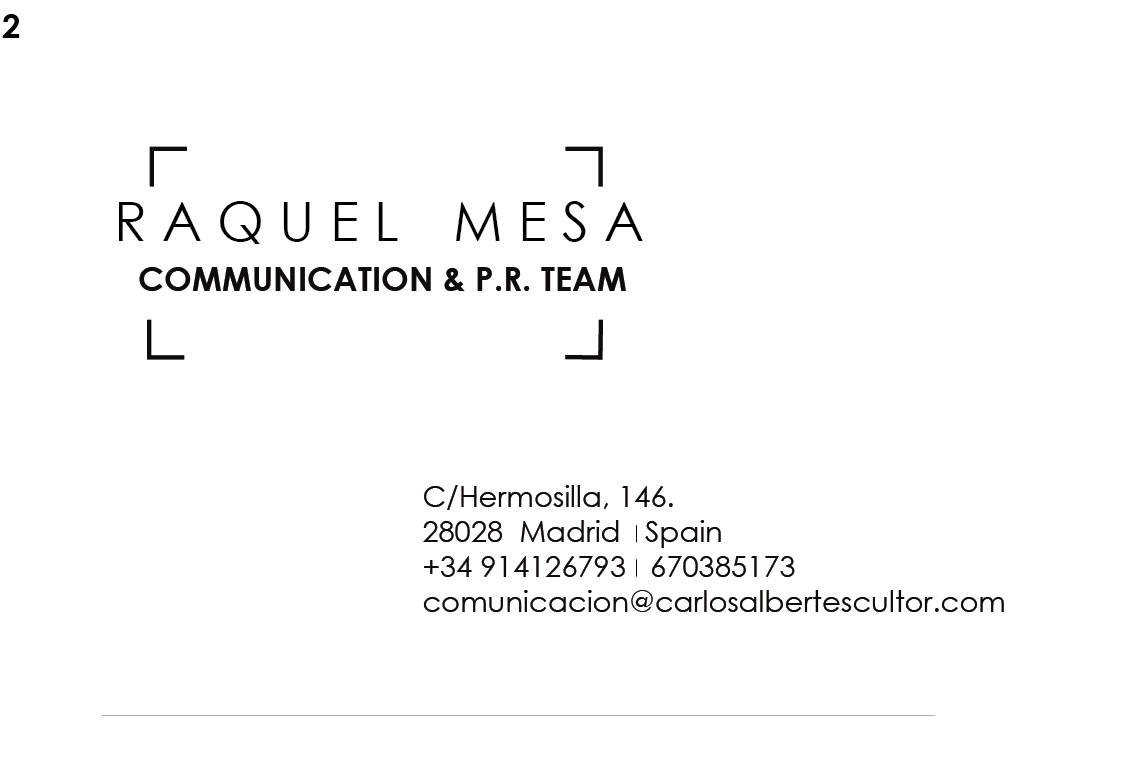 2
RAQUEL MESA
COMMUNICATION & P.R. TEAM
C/Hermosilla, 146.
28028 Madrid | Spain
+34 914126793 | 670385173
comunicacion@carlosalbertescultor.com